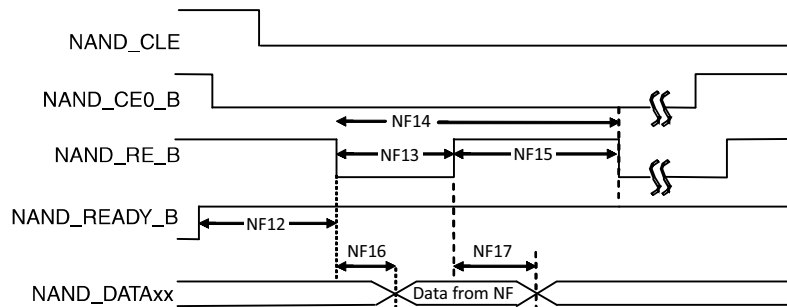 NAND_CLE
NAND_CE0_B
NF14
NAND_RE_B
NF13
NF15
NAND_READY_B
NF12
NF16
NF17
NAND_DATAxx
Data from NF